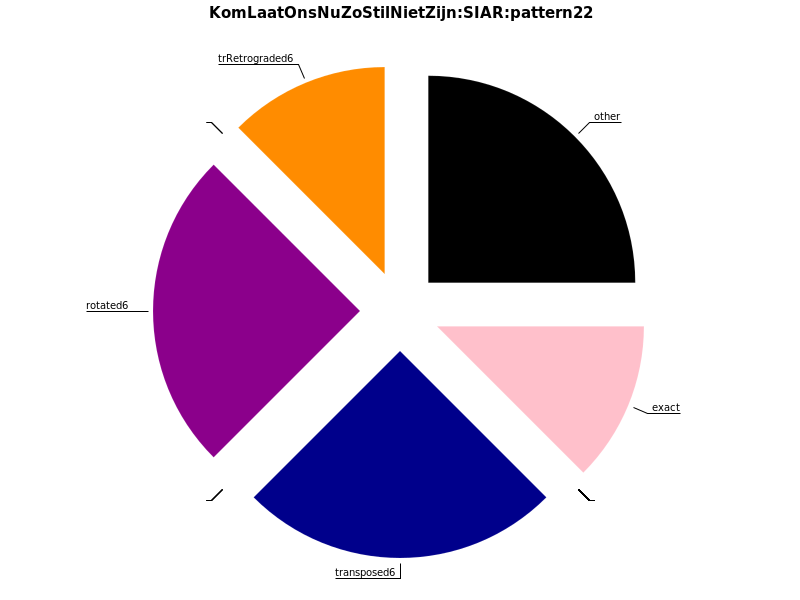 KomLaatOnsNuZoStilNietZijn:SIAR:pattern22
trRetrograded6
other
rotated6
exact
transposed6